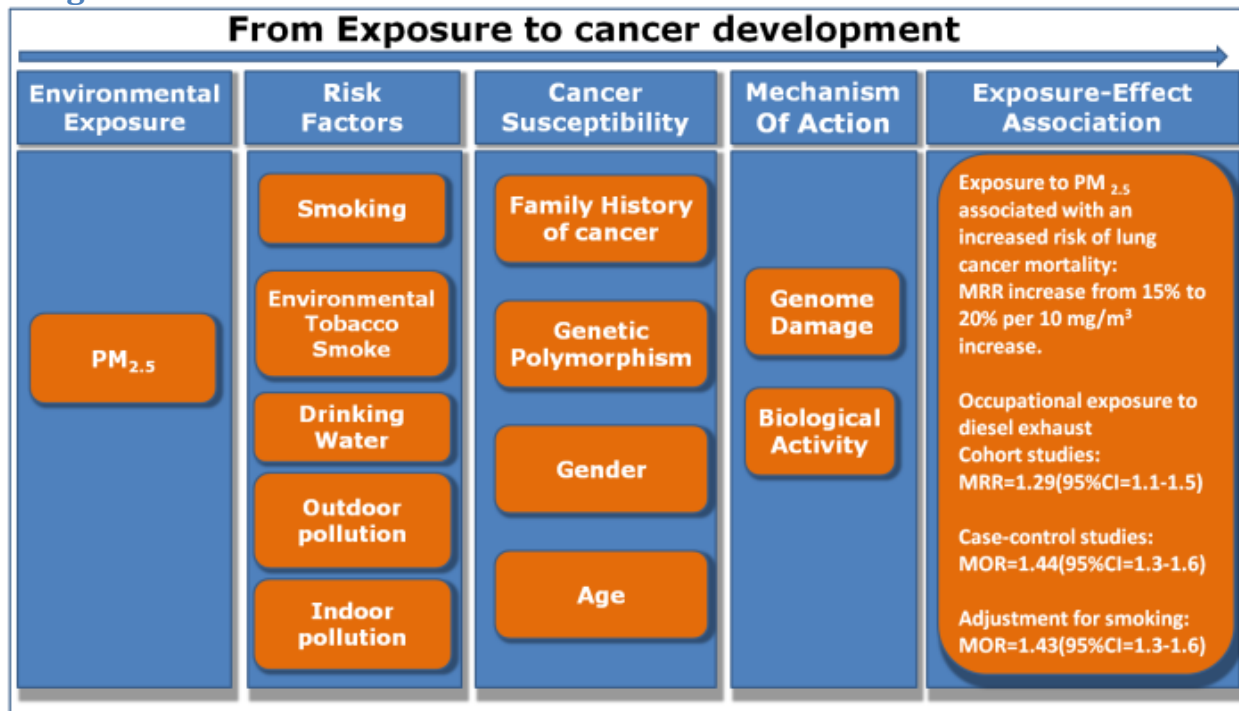 From Exposure to cancer development
Environmental
Exposure
Risk
Factors
Cancer
Susceptibility
Mechanism
Of Action
Exposure-Effect
Association
PM2.5
Smoking
Environmental
Tobacco
Smoke
Drinking
Water
Outdoor
pollution
Indoor
pollution
Family History
of cancer
Genetic
Polymorphism
Gender
Age
Genome
Damage
Biological
Activity
Exposure to PM 2.5
associated with an
increased risk of lung
cancer mortality:
MRR increase from 15% to
20% per 10 mg/m³
increase.
Occupational exposure to
diesel exhaust
Cohort studies:
MRR=1.29(95%CI=1.1-1.5)
Case-control studies:
MOR=1.44(95%CI=1.3-1.6)
Adjustment for smoking:
MOR=1.43(95%CI=1.3-1.6)